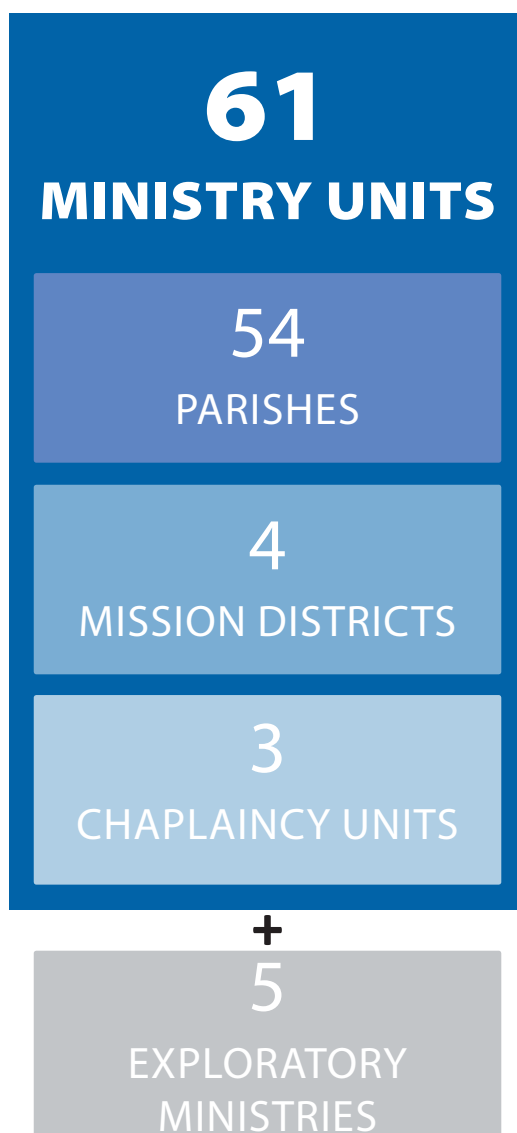 61
MINISTRY UNITS
54
PARISHES
4
MISSION DISTRICTS
3
CHAPLAINCY UNITS
+
5
EXPLORATORY
MINISTRIES